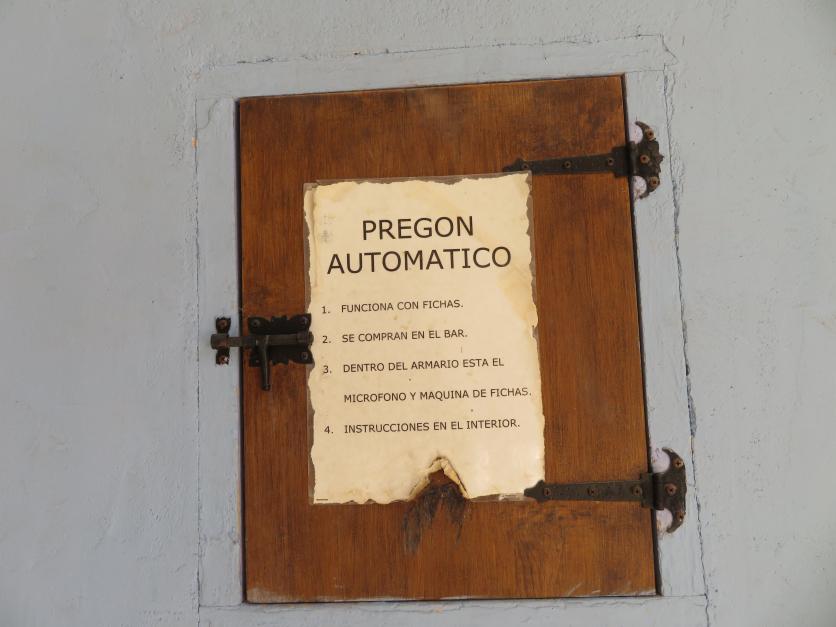 PREGON
AUTOMATICO
1. FUNCIONA CON FICHAS.
2. SE COMPRAN EN EL BAR.
3. DENTRO DEL ARMARIO ESTA EL
MICROFONO Y MAQUINA DE FICHAS.
4. INSTRUCCIONES EN EL INTERIOR.